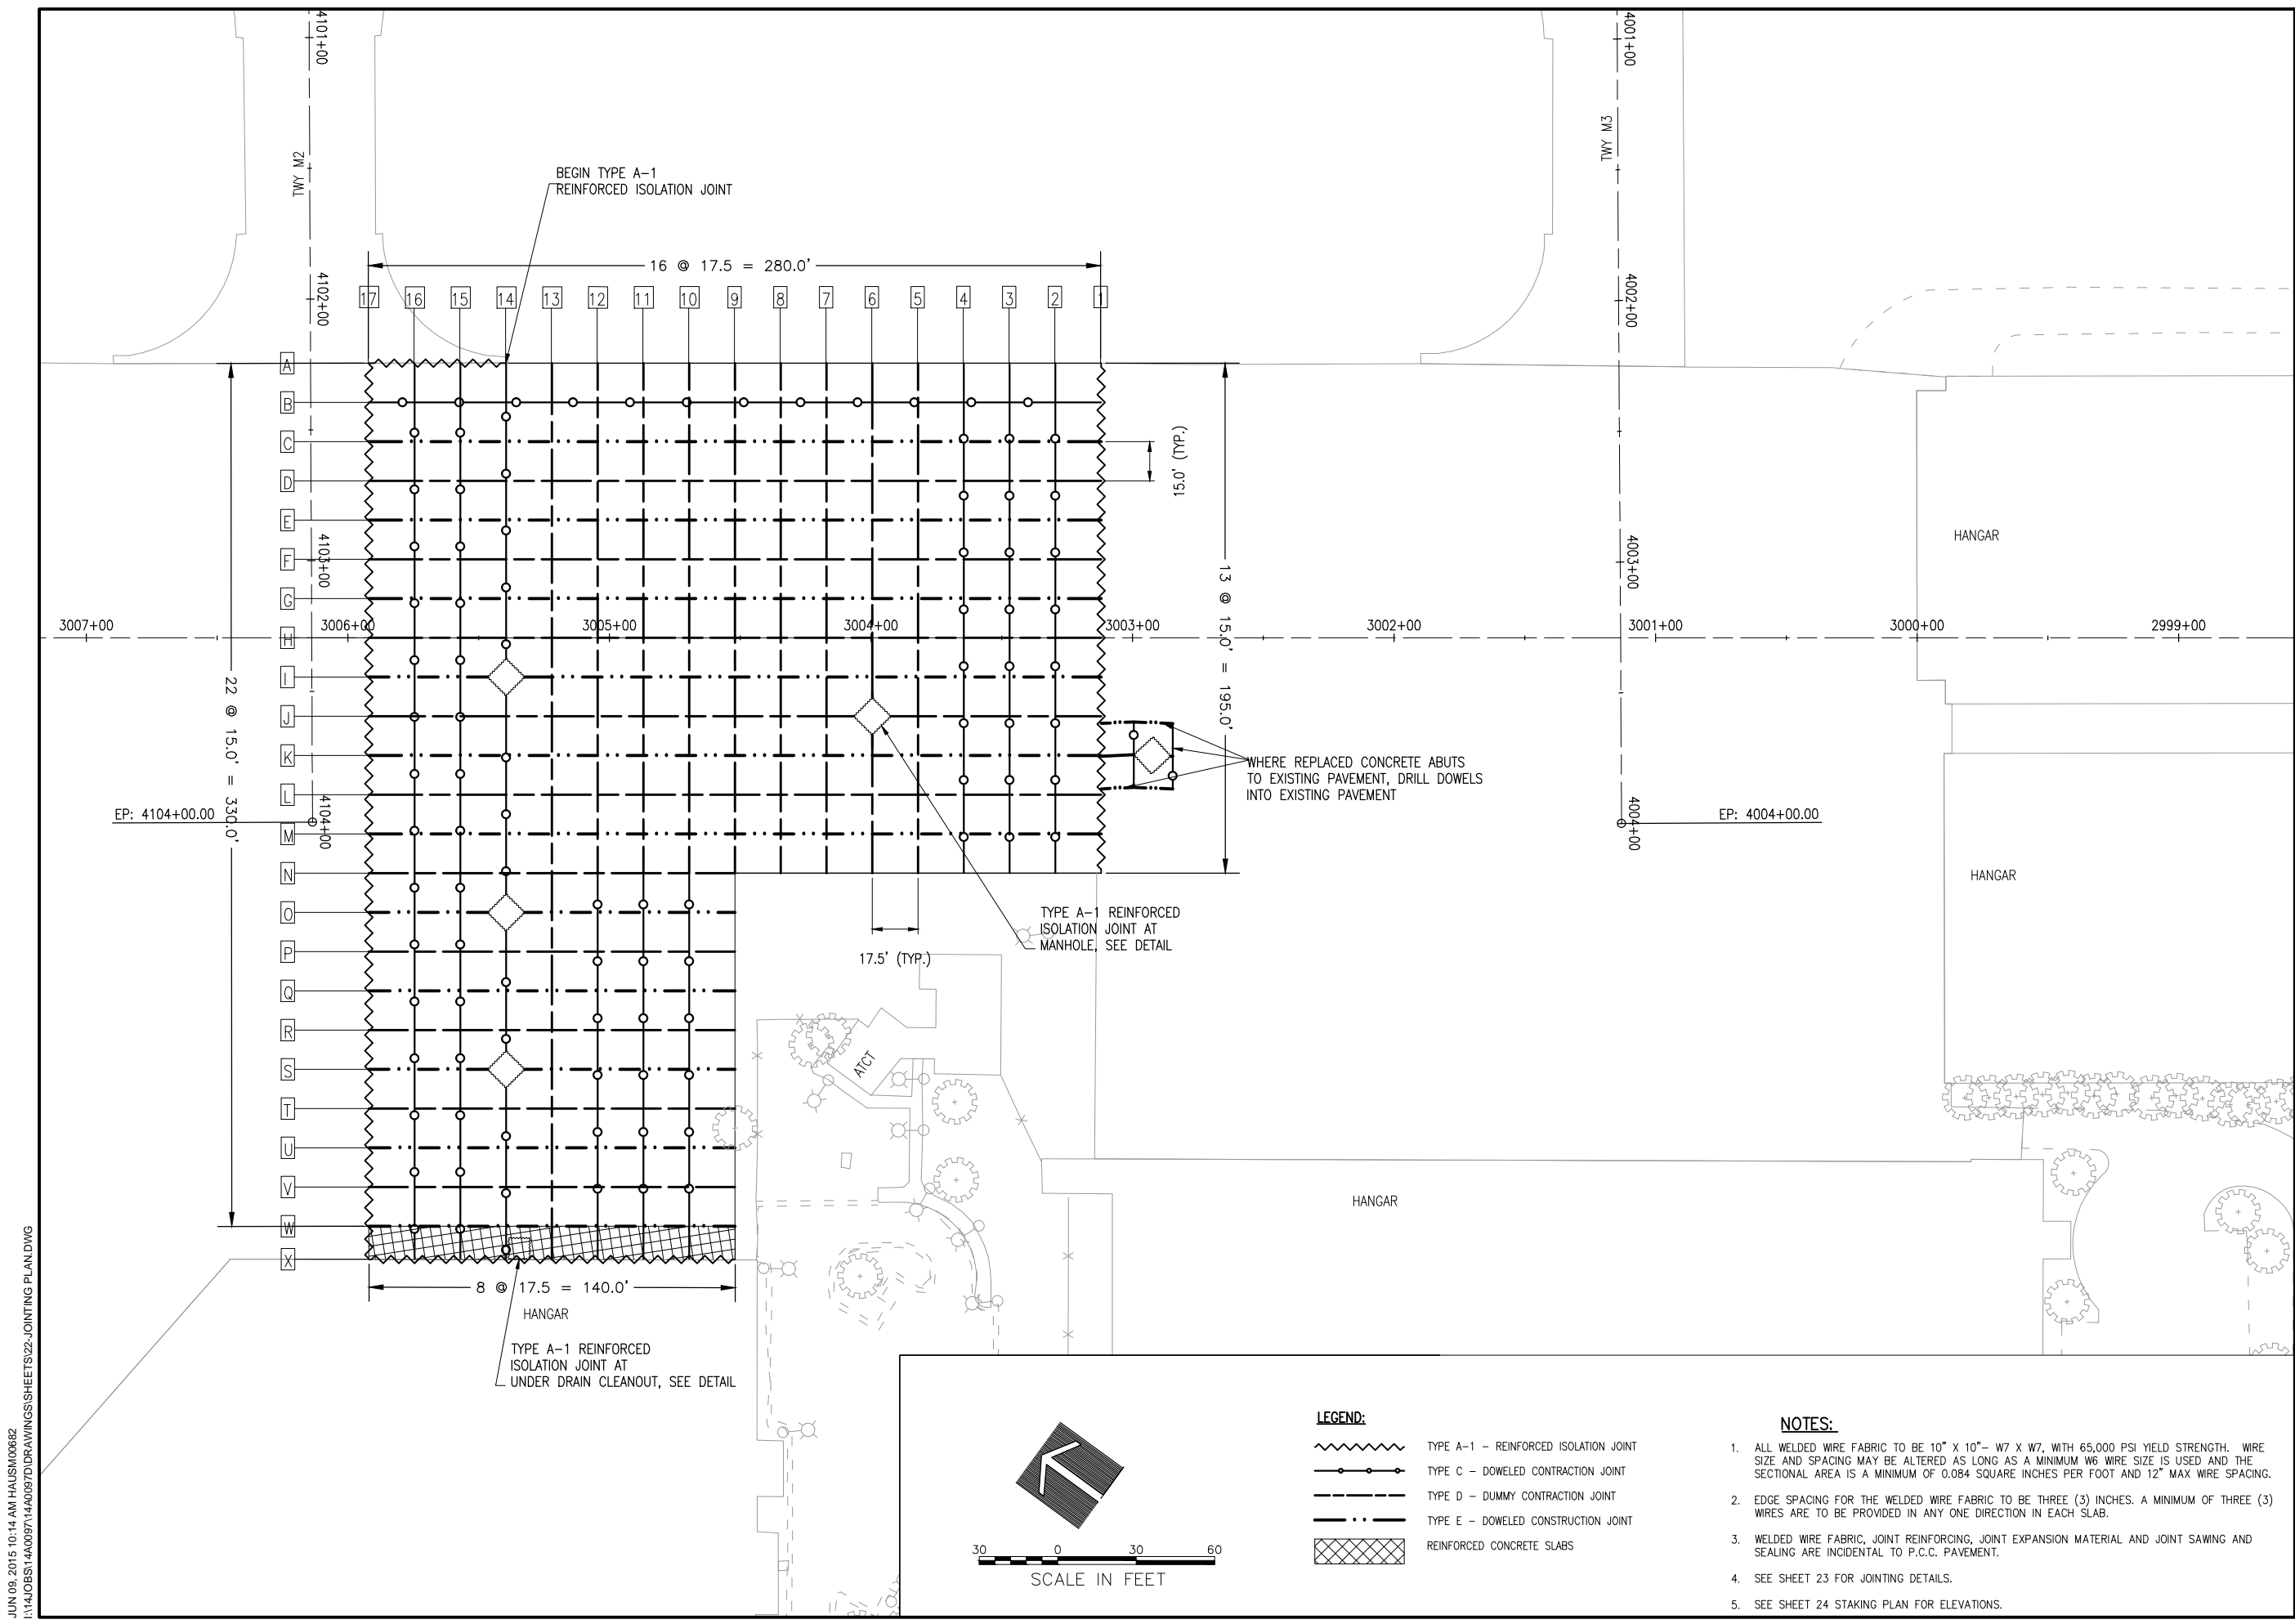 4101+00
TWY M2
4102+00
4103+00
4104+00
EP: 4104+00.00
4001+00
TWY M3
4002+00
4003+00
4004+00
EP: 4004+00.00
BEGIN TYPE A-1
REINFORCED ISOLATION JOINT
16 @ 17.5 = 280.0'
17 16 15 14 13 12 11 10 9 8 7 6 5 4 3 2 1
A
B
C
D
E
F
G
H
I
J
K
L
M
N
O
P
Q
R
S
T
U
V
W
X
15.0' (TYP.)
13 @ 15.0' = 195.0'
22 @ 15.0' = 330.0'
3007+00 3006+00 3005+00 3004+00 3003+00 3002+00 3001+00 3000+00 2999+00
HANGAR
HANGAR
WHERE REPLACED CONCRETE ABUTS
TO EXISTING PAVEMENT, DRILL DOWELS
INTO EXISTING PAVEMENT
TYPE A-1 REINFORCED
ISOLATION JOINT AT
MANHOLE, SEE DETAIL
17.5' (TYP.)
ATCT
HANGAR
8 @ 17.5 = 140.0'
HANGAR
TYPE A-1 REINFORCED
ISOLATION JOINT AT
UNDER DRAIN CLEANOUT, SEE DETAIL
30 0 30 60
SCALE IN FEET
LEGEND:
TYPE A-1 - REINFORCED ISOLATION JOINT
TYPE C - DOWELED CONTRACTION JOINT
TYPE D - DUMMY CONTRACTION JOINT
TYPE E - DOWELED CONSTRUCTION JOINT
REINFORCED CONCRETE SLABS
NOTES:
1. ALL WELDED WIRE FABRIC TO BE 10" X 10"- W7 X W7, WITH 65,000 PSI YIELD STRENGTH. WIRE
SIZE AND SPACING MAY BE ALTERED AS LONG AS A MINIMUM W6 WIRE SIZE IS USED AND THE
SECTIONAL AREA IS A MINIMUM OF 0.084 SQUARE INCHES PER FOOT AND 12" MAX WIRE SPACING.
2. EDGE SPACING FOR THE WELDED WIRE FABRIC TO BE THREE (3) INCHES. A MINIMUM OF THREE (3)
WIRES ARE TO BE PROVIDED IN ANY ONE DIRECTION IN EACH SLAB.
3. WELDED WIRE FABRIC, JOINT REINFORCING, JOINT EXPANSION MATERIAL AND JOINT SAWING AND
SEALING ARE INCIDENTAL TO P.C.C. PAVEMENT.
4. SEE SHEET 23 FOR JOINTING DETAILS.
5. SEE SHEET 24 STAKING PLAN FOR ELEVATIONS.
JUN 09, 2015 10:14 AM HAUSM00682
I:\14JOBS\14A0097\14A0097D\DRAWINGS\SHEETS\22-JOINTING PLAN.DWG